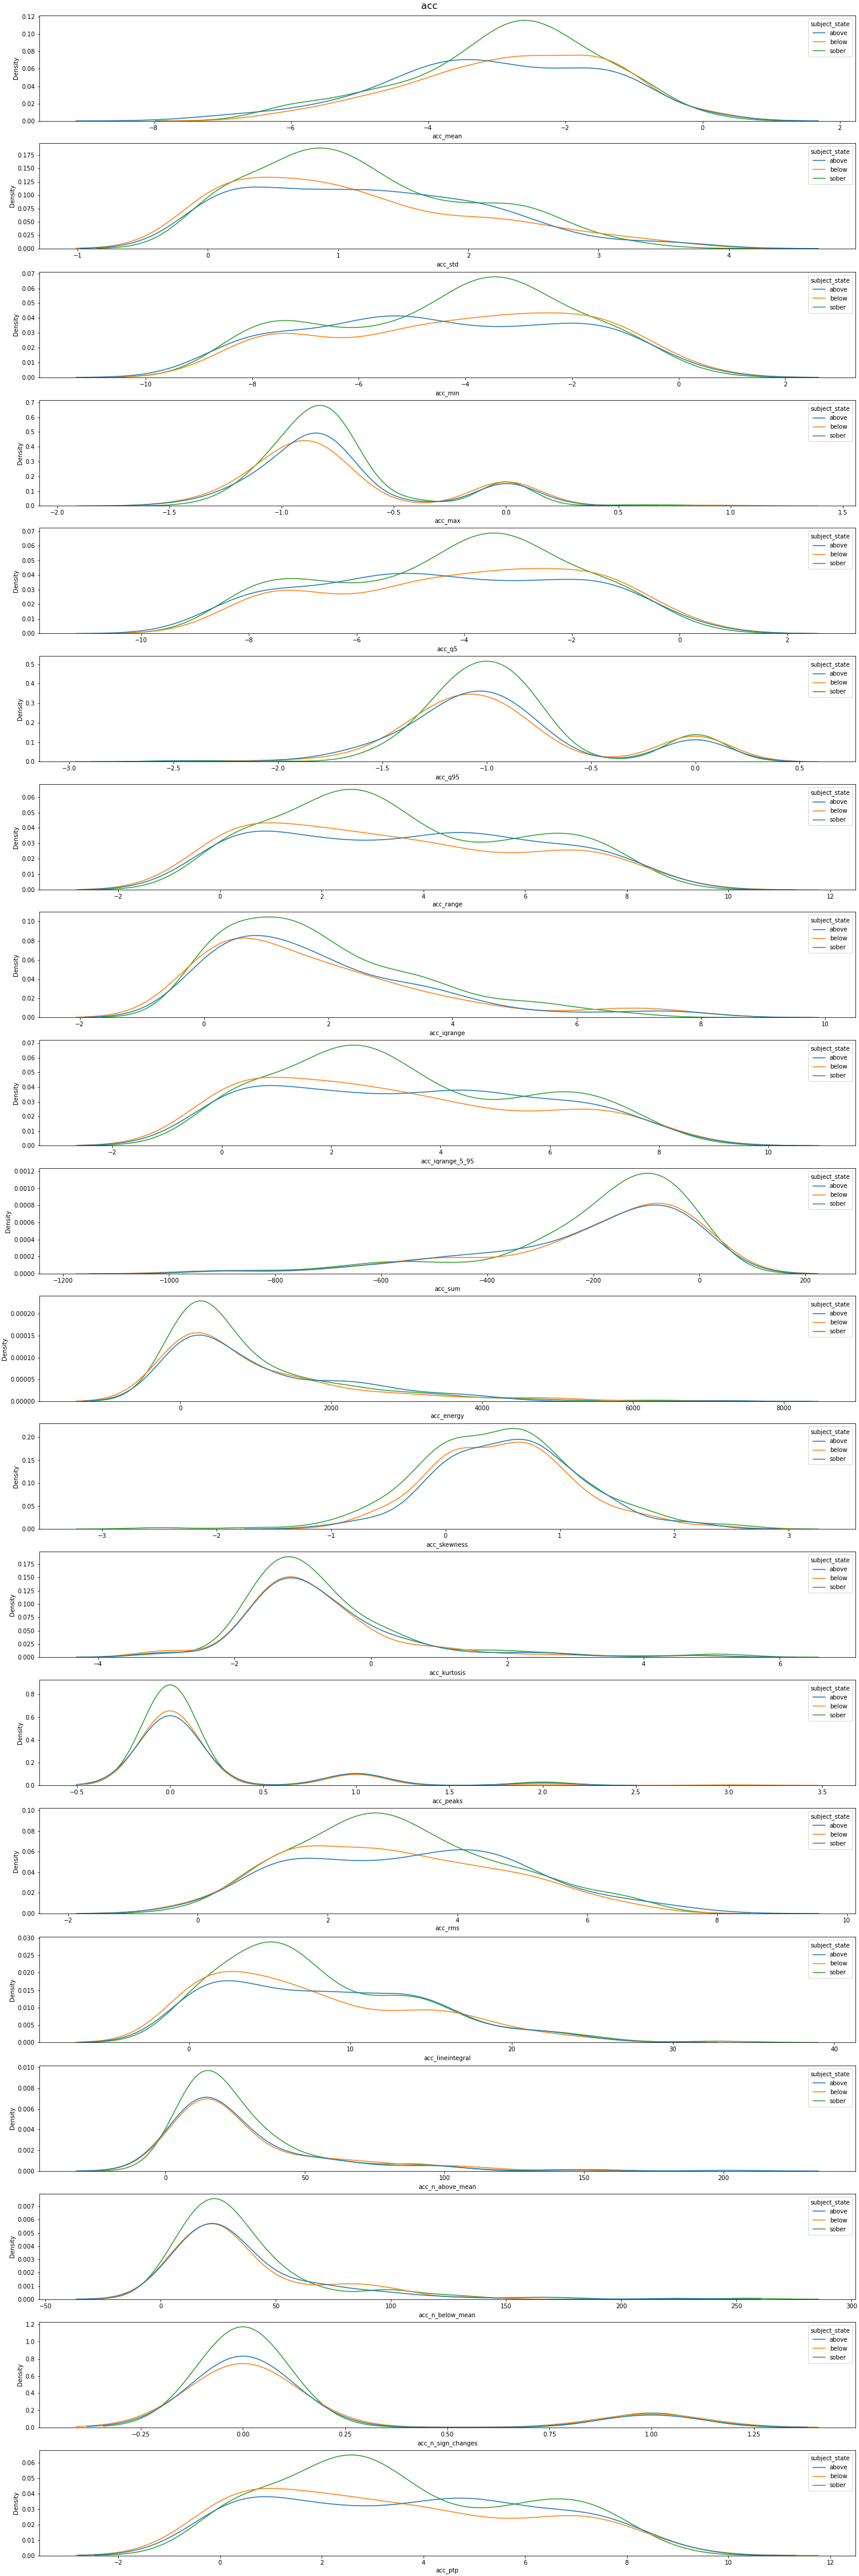 acc
subject_state
above
below
sober
Density
0.12
0.10
0.08
0.06
0.04
0.02
0.00
−8 −6 −4 −2 0 2
acc_mean
subject_state
above
below
sober
Density
0.175
0.150
0.125
0.100
0.075
0.050
0.025
0.000
−1 0 1 2 3 4
acc_std
subject_state
above
below
sober
Density
0.07
0.06
0.05
0.04
0.03
0.02
0.01
0.00
−10 −8 −6 −4 −2 0 2
acc_min
subject_state
above
below
sober
Density
0.7
0.6
0.5
0.4
0.3
0.2
0.1
0.0
−2.0 −1.5 −1.0 −0.5 0.0 0.5 1.0 1.5
acc_max
subject_state
above
below
sober
Density
0.07
0.06
0.05
0.04
0.03
0.02
0.01
0.00
−10 −8 −6 −4 −2 0 2
acc_q5
subject_state
above
below
sober
Density
0.5
0.4
0.3
0.2
0.1
0.0
−3.0 −2.5 −2.0 −1.5 −1.0 −0.5 0.0 0.5
acc_q95
subject_state
above
below
sober
Density
0.06
0.05
0.04
0.03
0.02
0.01
0.00
−2 0 2 4 6 8 10 12
acc_range
subject_state
above
below
sober
Density
0.10
0.08
0.06
0.04
0.02
0.00
−2 0 2 4 6 8 10
acc_iqrange
subject_state
above
below
sober
Density
0.07
0.06
0.05
0.04
0.03
0.02
0.01
0.00
−2 0 2 4 6 8 10
acc_iqrange_5_95
subject_state
above
below
sober
Density
0.0012
0.0010
0.0008
0.0006
0.0004
0.0002
0.0000
−1200 −1000 −800 −600 −400 −200 0 200
acc_sum
subject_state
above
below
sober
Density
0.00020
0.00015
0.00010
0.00005
0.00000
0 2000 4000 6000 8000
acc_energy
subject_state
above
below
sober
Density
0.20
0.15
0.10
0.05
0.00
−3 −2 −1 0 1 2 3
acc_skewness
subject_state
above
below
sober
Density
0.175
0.150
0.125
0.100
0.075
0.050
0.025
0.000
−4 −2 0 2 4 6
acc_kurtosis
subject_state
above
below
sober
Density
0.8
0.6
0.4
0.2
0.0
−0.5 0.0 0.5 1.0 1.5 2.0 2.5 3.0 3.5
acc_peaks
subject_state
above
below
sober
Density
0.10
0.08
0.06
0.04
0.02
0.00
−2 0 2 4 6 8 10
acc_rms
subject_state
above
below
sober
Density
0.030
0.025
0.020
0.015
0.010
0.005
0.000
0 10 20 30 40
acc_lineintegral
subject_state
above
below
sober
Density
0.010
0.008
0.006
0.004
0.002
0.000
0 50 100 150 200
acc_n_above_mean
subject_state
above
below
sober
Density
0.007
0.006
0.005
0.004
0.003
0.002
0.001
0.000
−50 0 50 100 150 200 250 300
acc_n_below_mean
subject_state
above
below
sober
Density
1.2
1.0
0.8
0.6
0.4
0.2
0.0
−0.25 0.00 0.25 0.50 0.75 1.00 1.25
acc_n_sign_changes
subject_state
above
below
sober
Density
0.06
0.05
0.04
0.03
0.02
0.01
0.00
−2 0 2 4 6 8 10 12
acc_ptp